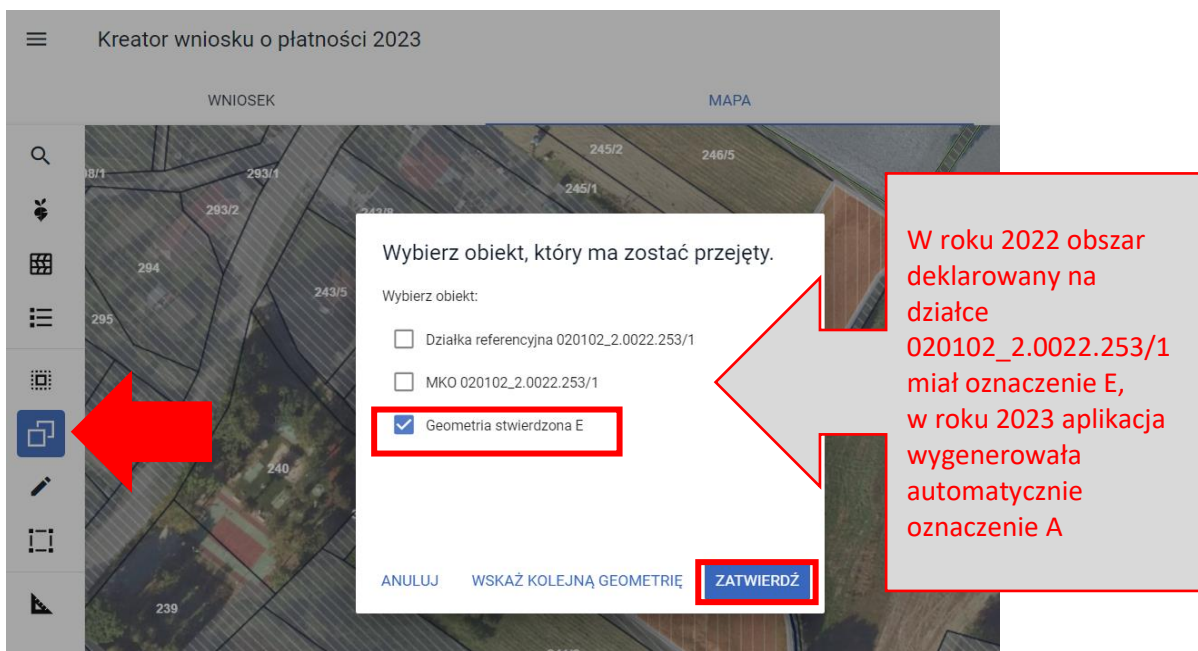 Kreator wniosku o płatności 2023
WNIOSEK
MAPA
245/2
246/5
293/1
245/1
293/2
294
243/5
295
240
239
Wybierz obiekt, który ma zostać przejęty.
Wybierz obiekt:
Działka referencyjna 020102_2.0022.253/1
MKO 020102_2.0022.253/1
Geometria stwierdzona E
ANULUJ WSKAŻ KOLEJNĄ GEOMETRIĘ ZATWIERDŹ
W roku 2022 obszar
deklarowany na
działce
020102_2.0022.253/1
miał oznaczenie E,
w roku 2023 aplikacja
wygenerowała
automatycznie
oznaczenie A